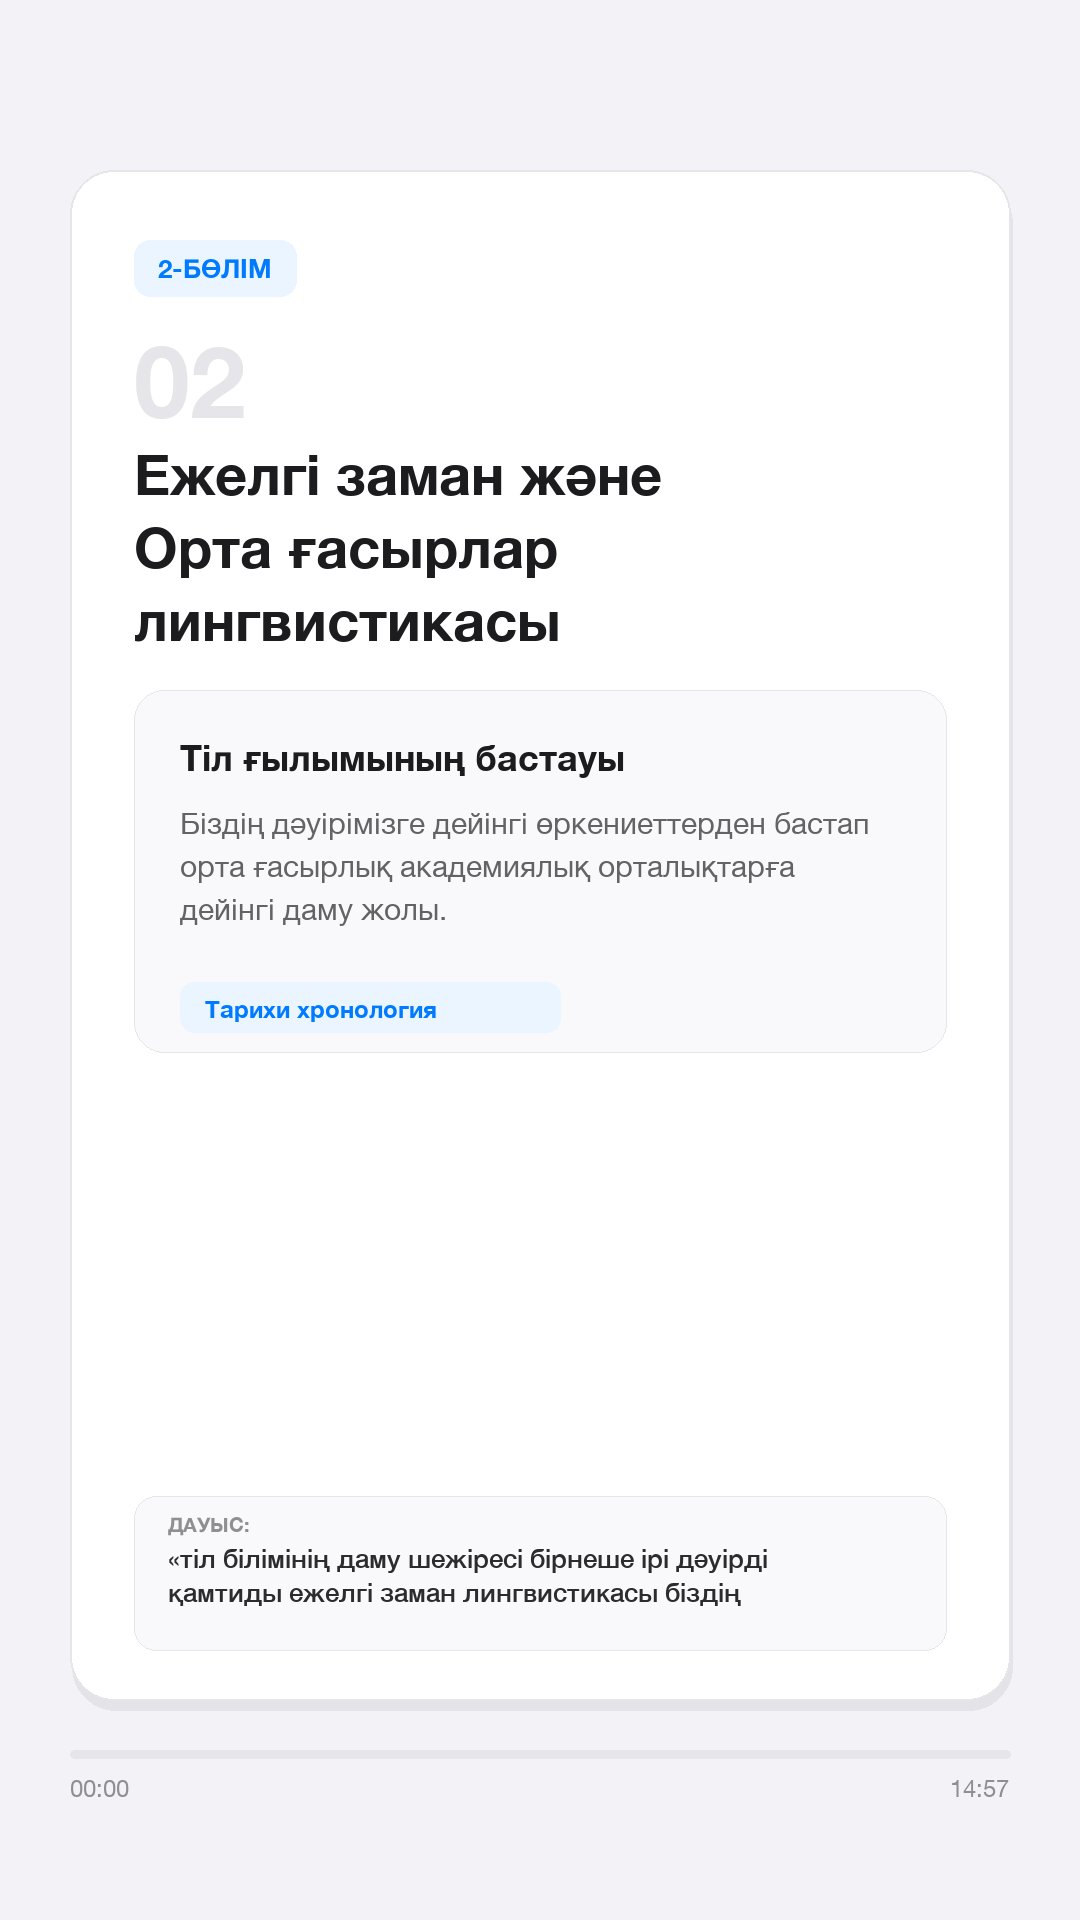 2-БӨЛІМ
02
Ежелгі заман және
Орта ғасырлар
лингвистикасы
Тіл ғылымының бастауы
Біздің дәуірімізге дейінгі өркениеттерден бастап
орта ғасырлық академиялық орталықтарға
дейінгі даму жолы.
Тарихи хронология
ДАУЫС:
«тіл білімінің даму шежіресі бірнеше ірі дәуірді
қамтиды ежелгі заман лингвистикасы біздің
00:00
14:57